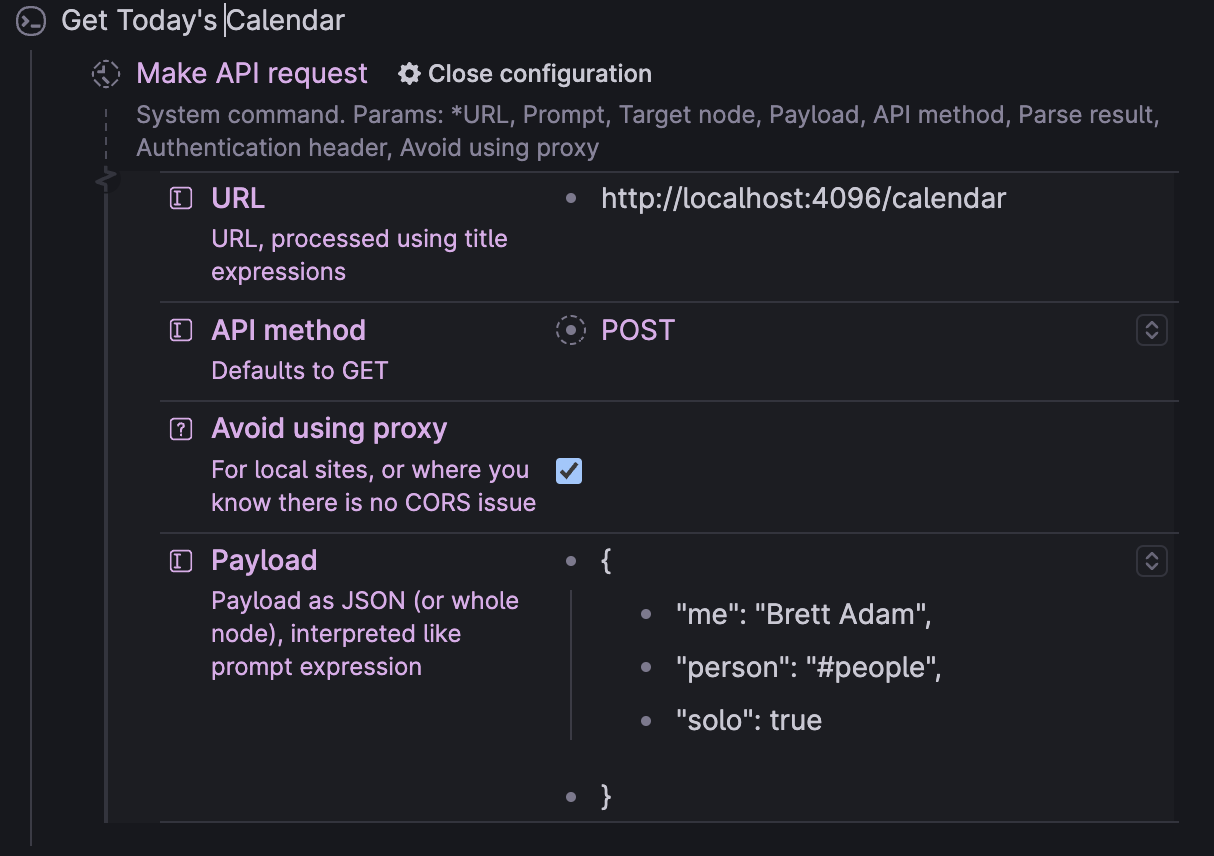 Get Today's Calendar
Make API request Close configuration
System command. Params: *URL, Prompt, Target node, Payload, API method, Parse result,
Authentication header, Avoid using proxy
URL http://localhost:4096/calendar
URL, processed using title
expressions
API method POST
Defaults to GET
Avoid using proxy
For local sites, or where you
know there is no CORS issue
Payload {
Payload as JSON (or whole
node), interpreted like
prompt expression
"me": "Brett Adam",
"person": "#people",
"solo": true
}